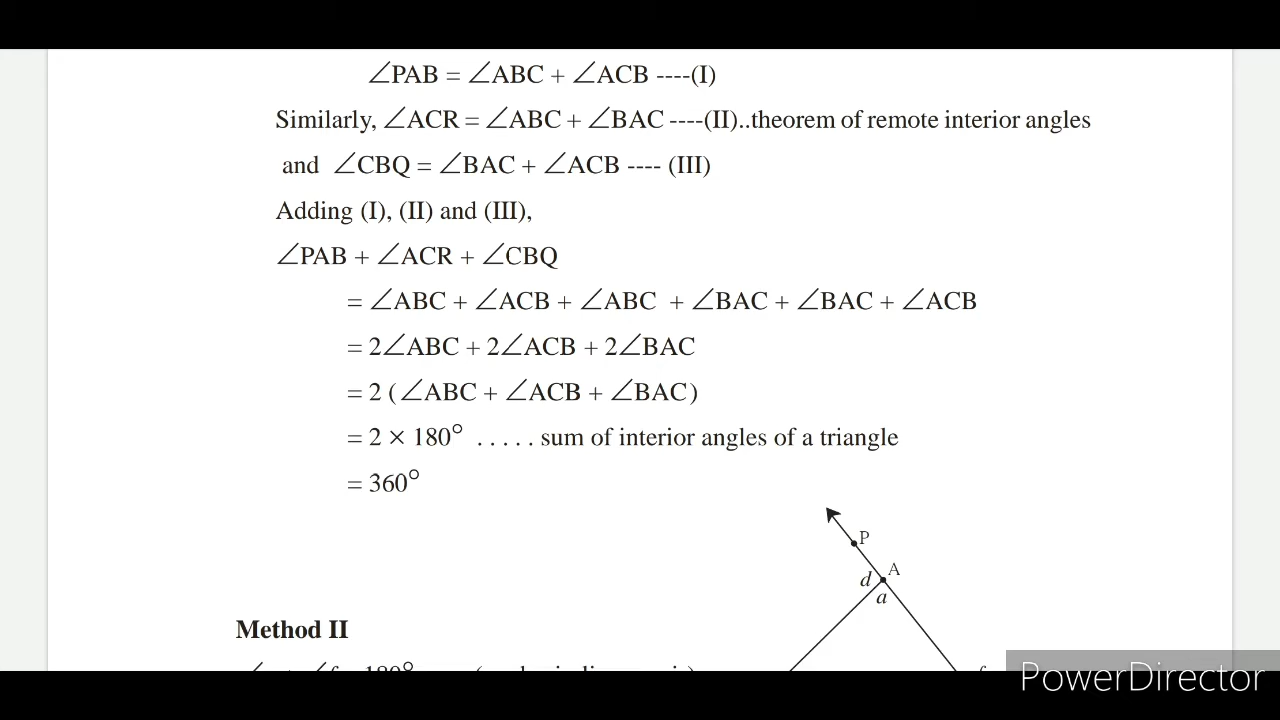 ∠PAB = ∠ABC + ∠ACB ----(I)
Similarly, ∠ACR = ∠ABC + ∠BAC ----(II)..theorem of remote interior angles
and ∠CBQ = ∠BAC + ∠ACB ---- (III)
Adding (I), (II) and (III),
∠PAB + ∠ACR + ∠CBQ
= ∠ABC + ∠ACB + ∠ABC + ∠BAC + ∠BAC + ∠ACB
= 2∠ABC + 2∠ACB + 2∠BAC
= 2 (∠ABC + ∠ACB + ∠BAC)
= 2 × 180° . . . . . sum of interior angles of a triangle
= 360°
P
A
d
a
Method II
PowerDirector